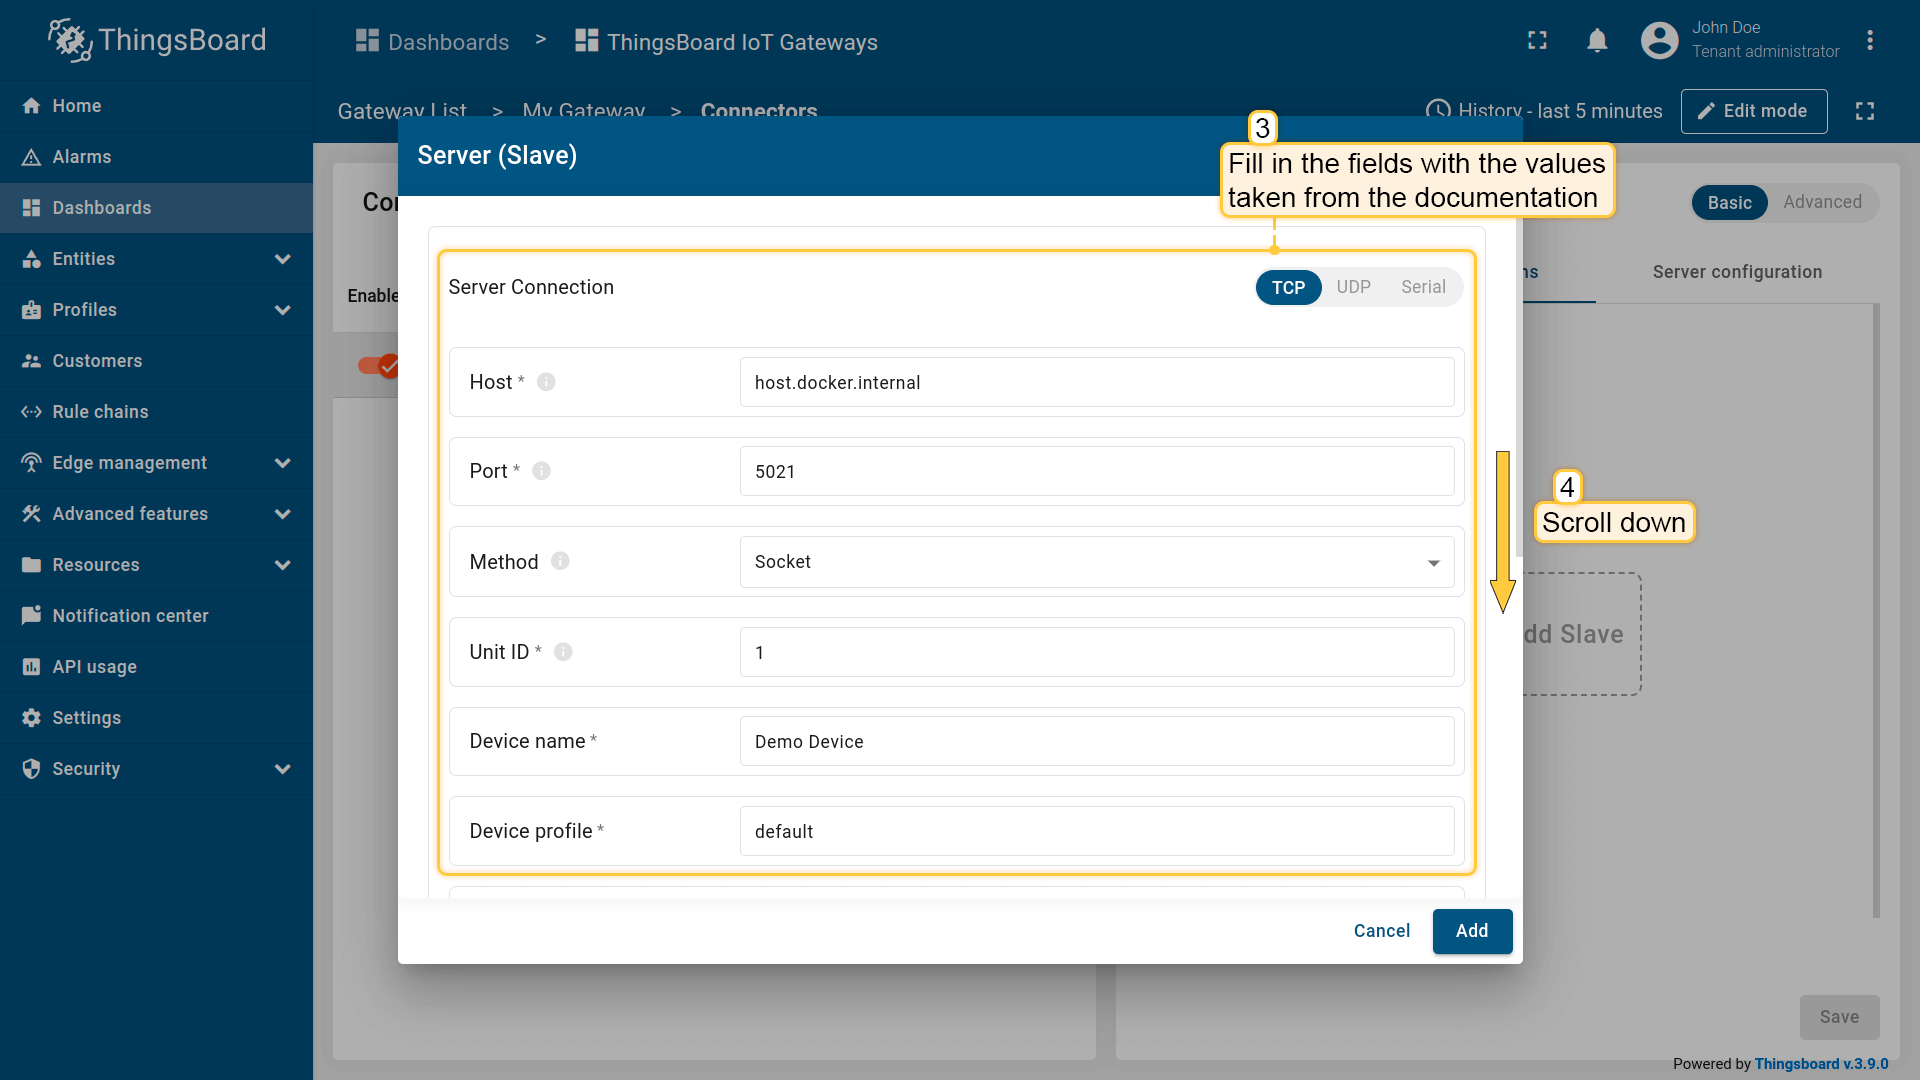 ThingsBoard
Dashboards > ThingsBoard IoT Gateways
John Doe
Tenant administrator
Home
Alarms
Dashboards
Entities
Profiles
Customers
Rule chains
Edge management
Advanced features
Resources
Notification center
API usage
Settings
Security
Gateway List > My Gateway > Connectors
History - last 5 minutes
Edit mode
Server (Slave)
3
Fill in the fields with the values
taken from the documentation
Basic
Advanced
Server configuration
Server Connection
TCP
UDP
Serial
Host *
host.docker.internal
Port *
5021
Method
Socket
Unit ID *
1
Device name *
Demo Device
Device profile *
default
4
Scroll down
dd Slave
Cancel
Add
Save
Powered by Thingsboard v.3.9.0